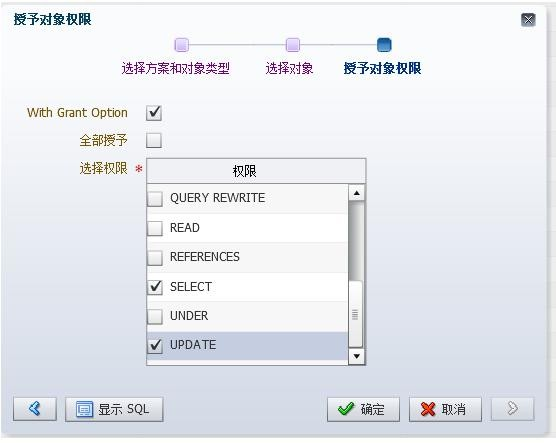 授予对象权限
选择方案和对象类型 选择对象 授予对象权限
With Grant Option
全部授予
选择权限 * 权限
QUERY REWRITE
READ
REFERENCES
SELECT
UNDER
UPDATE
显示 SQL 确定 取消